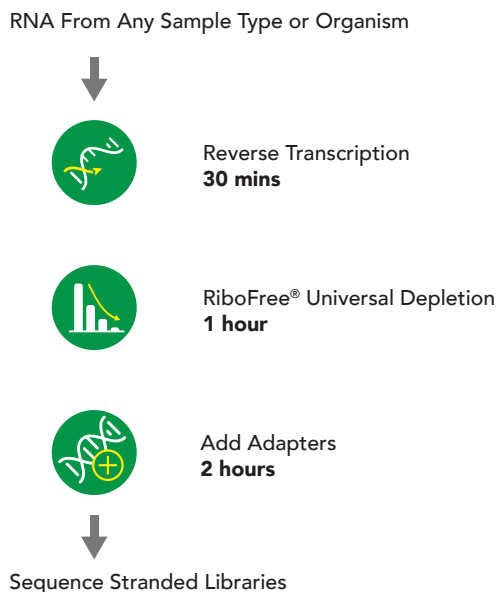 RNA From Any Sample Type or Organism
Reverse Transcription
30 mins
RiboFree® Universal Depletion
1 hour
Add Adapters
2 hours
Sequence Stranded Libraries